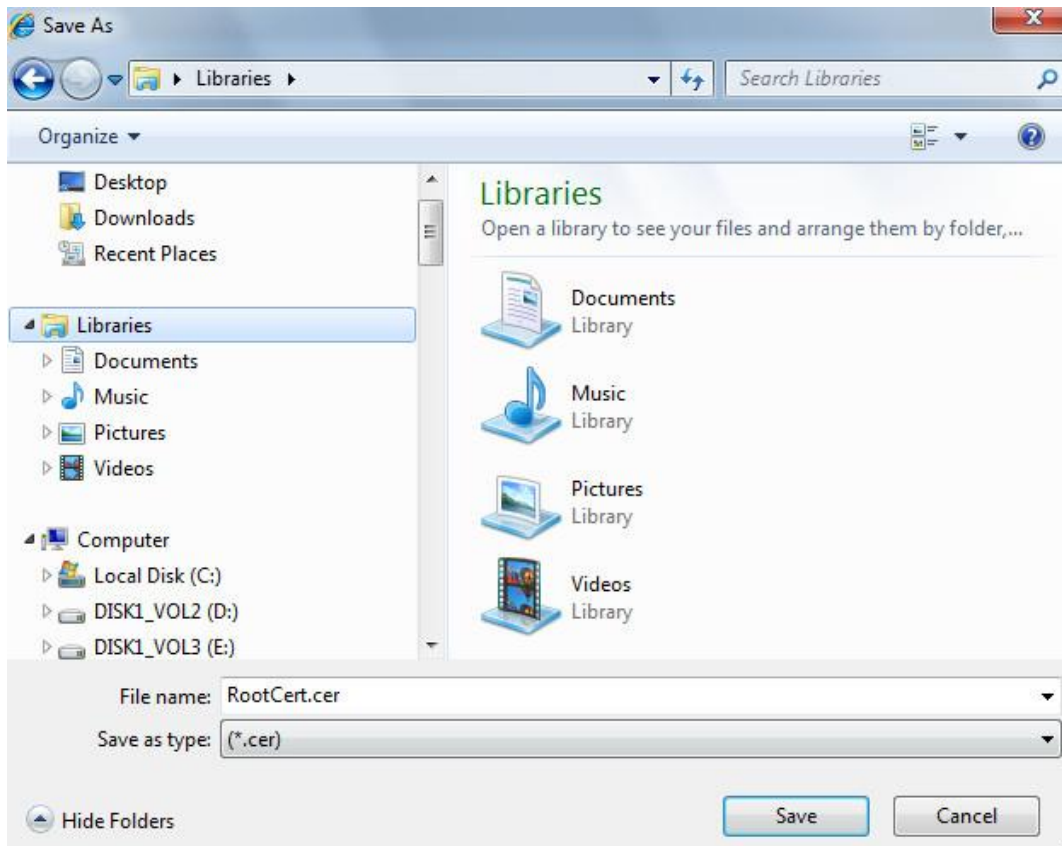 Save As
Libraries
Search Libraries
Organize
Desktop
Downloads
Recent Places
Libraries
Documents
Music
Pictures
Videos
Computer
Local Disk (C:)
DISK1_VOL2 (D:)
DISK1_VOL3 (E:)
Libraries
Open a library to see your files and arrange them by folder,...
Documents
Library
Music
Library
Pictures
Library
Videos
Library
File name: RootCert.cer
Save as type: (*.cer)
Hide Folders
Save
Cancel